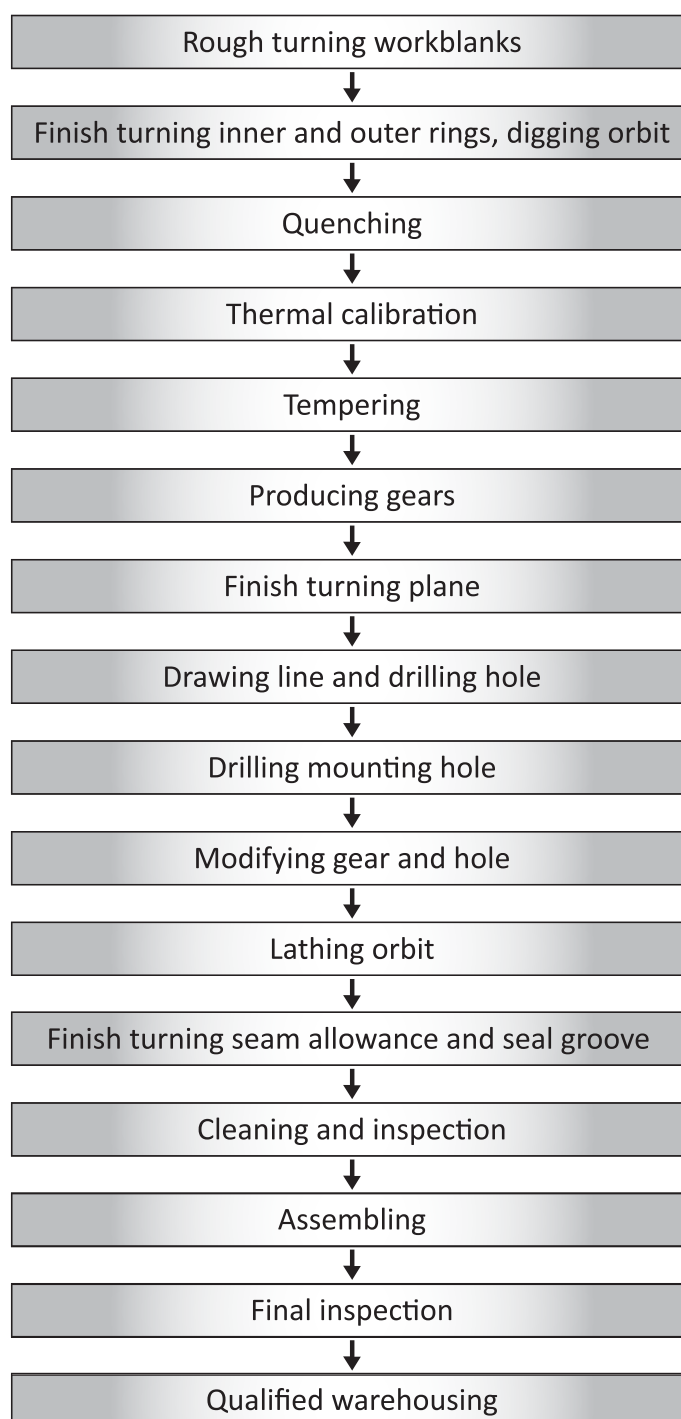 Rough turning workblanks
Finish turning inner and outer rings, digging orbit
Quenching
Thermal calibration
Tempering
Producing gears
Finish turning plane
Drawing line and drilling hole
Drilling mounting hole
Modifying gear and hole
Lathing orbit
Finish turning seam allowance and seal groove
Cleaning and inspection
Assembling
Final inspection
Qualified warehousing